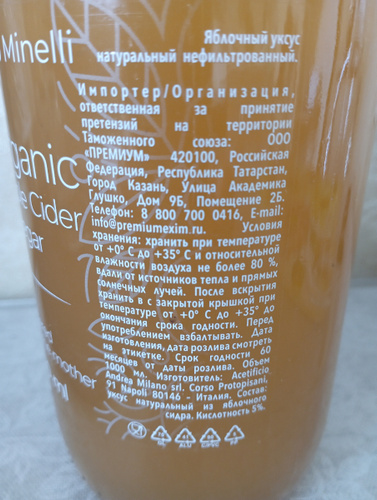 Minelli
ganic
e Cider
gar
mother
Яблочный уксус
натуральный нефильтрованный.
Импортер/Организация,
ответственная за принятие
претензий на территории
Таможенного союза: ООО
«ПРЕМИУМ» 420100, Российская
Федерация, Республика Татарстан,
Город Казань, Улица Академика
Глушко, Дом 9Б, Помещение 2Б.
Телефон: 8 800 700 0416, E-mail:
info@premiumexim.ru. Условия
хранения: хранить при температуре
от +0° С до +35° С и относительной
влажности воздуха не более 80 %,
вдали от источников тепла и прямых
солнечных лучей. После вскрытия
хранить в с закрытой крышкой при
температуре от +0° С до +35° до
окончания срока годности. Перед
употреблением взбалтывать. Дата
изготовления, дата розлива смотреть
на этикетке. Срок годности 60
месяцев от даты розлива. Объем
1000 мл. Изготовитель: Acetificio
Andrea Milano srl. Corso Protopisani,
91 Napoli 80146 – Италия. Состав:
уксус натуральный из яблочного
сидра. Кислотность 5%.